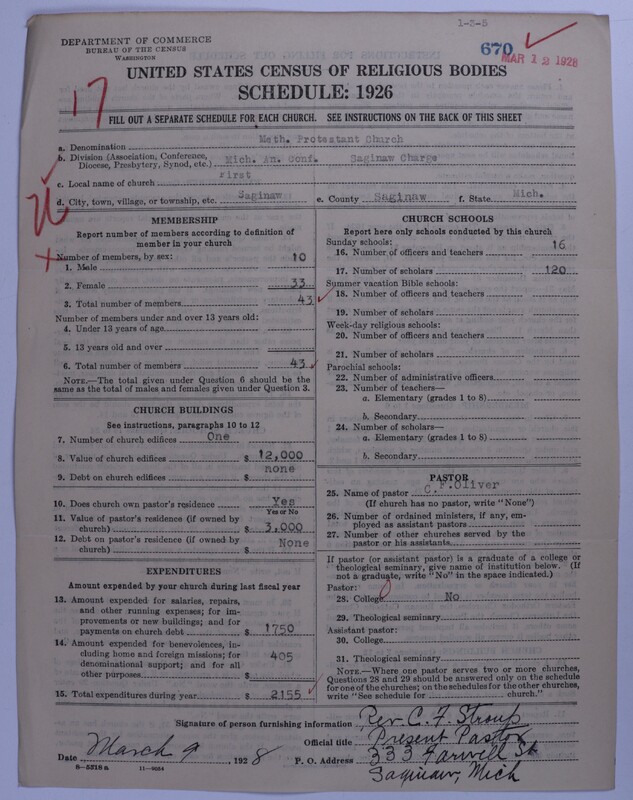 1-3-5
DEPARTMENT OF COMMERCE
BUREAU OF THE CENSUS
WASHINGTON
670
MAR 12 1928
UNITED STATES CENSUS OF RELIGIOUS BODIES
SCHEDULE: 1926
17
FILL OUT A SEPARATE SCHEDULE FOR EACH CHURCH. SEE INSTRUCTIONS ON THE BACK OF THIS SHEET
a. Denomination Meth. Protestant Church
b. Division (Association, Conference, Diocese, Presbytery, Synod, etc.) Mich. An. Conf. Saginaw Charge
c. Local name of church First
d. City, town, village, or township, etc. Saginaw e. County Saginaw f. State Mich.
MEMBERSHIP
Report number of members according to definition of
member in your church
Number of members, by sex:
1. Male 10
2. Female 33
3. Total number of members 43
Number of members under and over 13 years old:
4. Under 13 years of age
5. 13 years old and over
6. Total number of members 43
NOTE.—The total given under Question 6 should be
same as the total of males and females given under Question 3.
CHURCH BUILDINGS
See instructions, paragraphs 10 to 12
7. Number of church edifices One
8. Value of church edifices $ 12,000
9. Debt on church edifices $ none
10. Does church own pastor's residence Yes
Yes or No
11. Value of pastor's residence (if owned by
church) $ 3,000
12. Debt on pastor's residence (if owned by
church) $ None
EXPENDITURES
Amount expended by your church during last fiscal year
13. Amount expended for salaries, repairs,
and other running expenses; for im-
provements or new buildings; and for
payments on church debt $ 1750
14. Amount expended for benevolences, in-
cluding home and foreign missions; for
denominational support; and for all
other purposes $ 405
15. Total expenditures during year $ 2155
CHURCH SCHOOLS
Report here only schools conducted by this church
Sunday schools:
16. Number of officers and teachers 16
17. Number of scholars 120
Summer vacation Bible schools:
18. Number of officers and teachers
19. Number of scholars
Week-day religious schools:
20. Number of officers and teachers
21. Number of scholars
Parochial schools:
22. Number of administrative officers
23. Number of teachers—
a. Elementary (grades 1 to 8)
b. Secondary
24. Number of scholars—
a. Elementary (grades 1 to 8)
b. Secondary
PASTOR
25. Name of pastor C. F. Oliver
(If church has no pastor, write "None")
26. Number of ordained ministers, if any, em-
ployed as assistant pastors
27. Number of other churches served by the
pastor or his assistants
If pastor (or assistant pastor) is a graduate of a college or
theological seminary, give name of institution below. (If
not a graduate, write "No" in the space indicated.)
Pastor:
28. College No
29. Theological seminary
Assistant pastor:
30. College
31. Theological seminary
NOTE.—Where one pastor serves two or more churches,
Questions 28 and 29 should be answered only on the schedule
for one of the churches; on the schedules for the other churches,
write "See schedule for church."
Signature of person furnishing information Rev. C. F. Stroup
Official title Present Pastor
Date March 9, 1928 P. O. Address 333 Farwell St
Saginaw, Mich
8-5318 a 11-9034